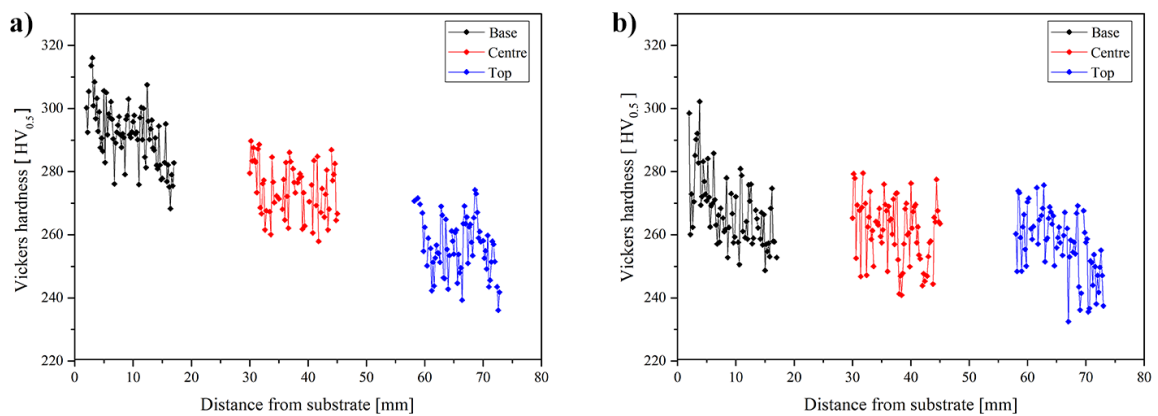 a)
Base
Centre
Top
320
300
280
260
240
220
Vickers hardness [ HV0.5 ]
0
10
20
30
40
50
60
70
80
Distance from substrate [mm]
b)
Base
Centre
Top
320
300
280
260
240
220
Vickers hardness [ HV0.5 ]
0
10
20
30
40
50
60
70
80
Distance from substrate [mm]